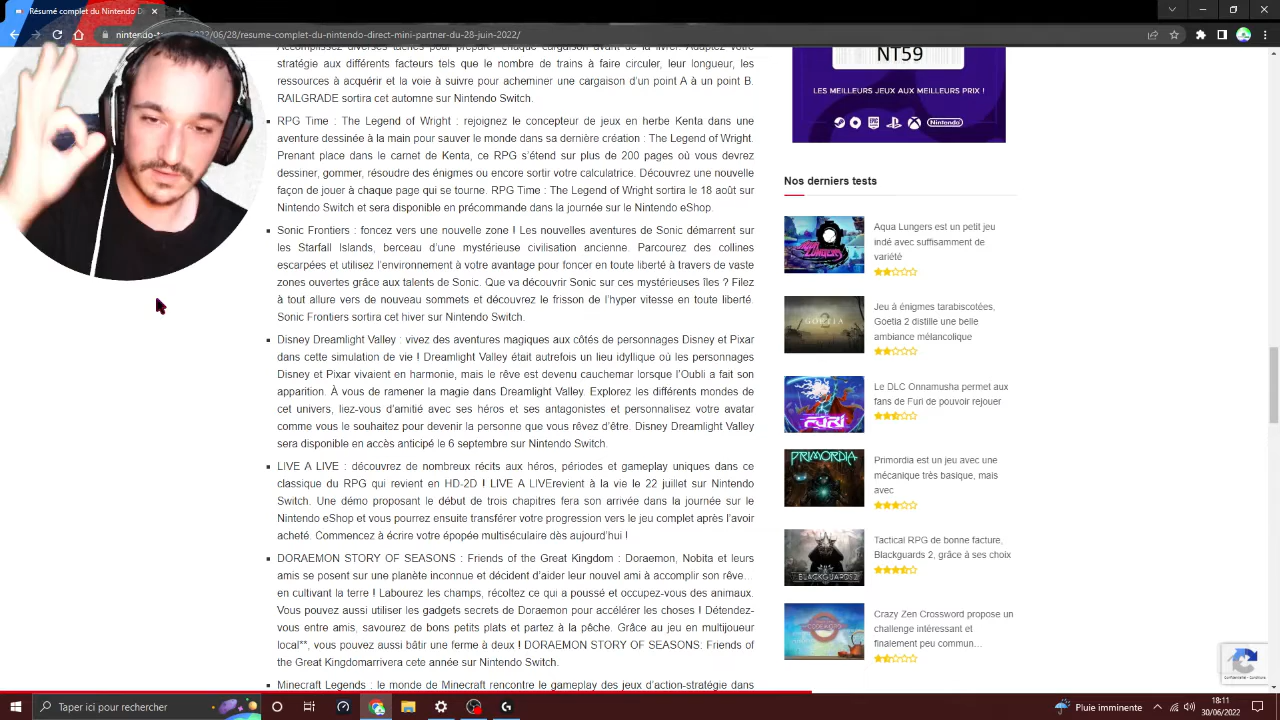 Résumé complet du Nintendo Di
nintendo-t
2022/06/28/resume-complet-du-nintendo-direct-mini-partner-du-28-juin-2022/
Accomplissez diverses tâches pour préparer chaque cargaison avant de la livrer. Adaptez votre
stratégie aux différents facteurs tels que le nombre de trains à faire circuler, leur longueur, les
ressources à acquérir et la voie à suivre pour acheminer une cargaison d'un point A à un point B.
RAILGRADE sortira cet automne sur Nintendo Switch.
RPG Time : The Legend of Wright : rejoignez le concepteur de jeux en herbe Kenta dans une
aventure dessinée à la main pour sauver le monde dans sa dernière création : The Legend of Wright.
Prenant place dans le carnet de Kenta, ce RPG s'étend sur plus de 200 pages où vous devrez
dessiner, gommer, résoudre des énigmes ou encore sortir votre calculatrice. Découvrez une nouvelle
façon de jouer à chaque page qui se tourne. RPG Time : The Legend of Wright sortira le 18 août sur
Nintendo Switch et sera disponible en précommande dans la journée sur le Nintendo eShop.
Sonic Frontiers : foncez vers une nouvelle zone ! Les nouvelles aventures de Sonic démarrent sur
les Starfall Islands, berceau d'une mystérieuse civilisation ancienne. Parcourez des collines
escarpées et utilisez l'environnement à votre avantage pour foncer en toute liberté à travers de vaste
zones ouvertes grâce aux talents de Sonic. Que va découvrir Sonic sur ces mystérieuses îles ? Filez
à tout allure vers de nouveau sommets et découvrez le frisson de l'hyper vitesse en toute liberté.
Sonic Frontiers sortira cet hiver sur Nintendo Switch.
Disney Dreamlight Valley : vivez des aventures magiques aux côtés de personnages Disney et Pixar
dans cette simulation de vie ! Dreamlight Valley était autrefois un lieu idyllique où les personnages
Disney et Pixar vivaient en harmonie, mais le rêve est devenu cauchemar lorsque l'Oubli a fait son
apparition. À vous de ramener la magie dans Dreamlight Valley. Explorez les différents mondes de
cet univers, liez-vous d'amitié avec ses héros et ses antagonistes et personnalisez votre avatar
comme vous le souhaitez pour devenir la personne que vous rêvez d'être. Disney Dreamlight Valley
sera disponible en accès anticipé le 6 septembre sur Nintendo Switch.
LIVE A LIVE : découvrez de nombreux récits aux héros, périodes et gameplay uniques dans ce
classique du RPG qui revient en HD-2D ! LIVE A LIVErevient à la vie le 22 juillet sur Nintendo
Switch. Une démo proposant le début de trois chapitres fera son arrivée dans la journée sur le
Nintendo eShop et vous pourrez ensuite transférer votre progression vers le jeu complet après l'avoir
acheté. Commencez à écrire votre épopée multiséculaire dès aujourd'hui !
DORAEMON STORY OF SEASONS : Friends of the Great Kingdom : Doraemon, Nobita et leurs
amis se posent sur une planète inconnue et décident d'aider leur nouvel ami à accomplir son rêve…
en cultivant la terre ! Labourez les champs, récoltez ce qui a poussé et occupez-vous des animaux.
Vous pouvez aussi utiliser les gadgets secrets de Doraemon pour accélérer les choses ! Détendez-
vous entre amis, savourez de bons petits plats et partez à la pêche. Grâce au jeu en multijoueur
local**, vous pouvez aussi bâtir une ferme à deux ! DORAEMON STORY OF SEASONS: Friends of
the Great Kingdomarrivera cete année sur Nintendo Switch.
Minecraft Legends : le monde de Minecraft rencontre le gameplay des jeux d'action-stratégie dans
NT59
LES MEILLEURS JEUX AUX MEILLEURS PRIX !
Nintendo
Nos derniers tests
Aqua Lungers est un petit jeu
indé avec suffisamment de
variété
Jeu à énigmes tarabiscotées,
Goetia 2 distille une belle
ambiance mélancolique
GOETIA
Le DLC Onnamusha permet aux
fans de Furi de pouvoir rejouer
FURI
Primordia est un jeu avec une
mécanique très basique, mais
avec
PRIMORDIA
Tactical RPG de bonne facture,
Blackguards 2, grâce à ses choix
BLACKGUARDS2
Crazy Zen Crossword propose un
challenge intéressant et
finalement peu commun…
Confidentialité - Conditions
Taper ici pour rechercher
Pluie imminente
18:11
30/06/2022